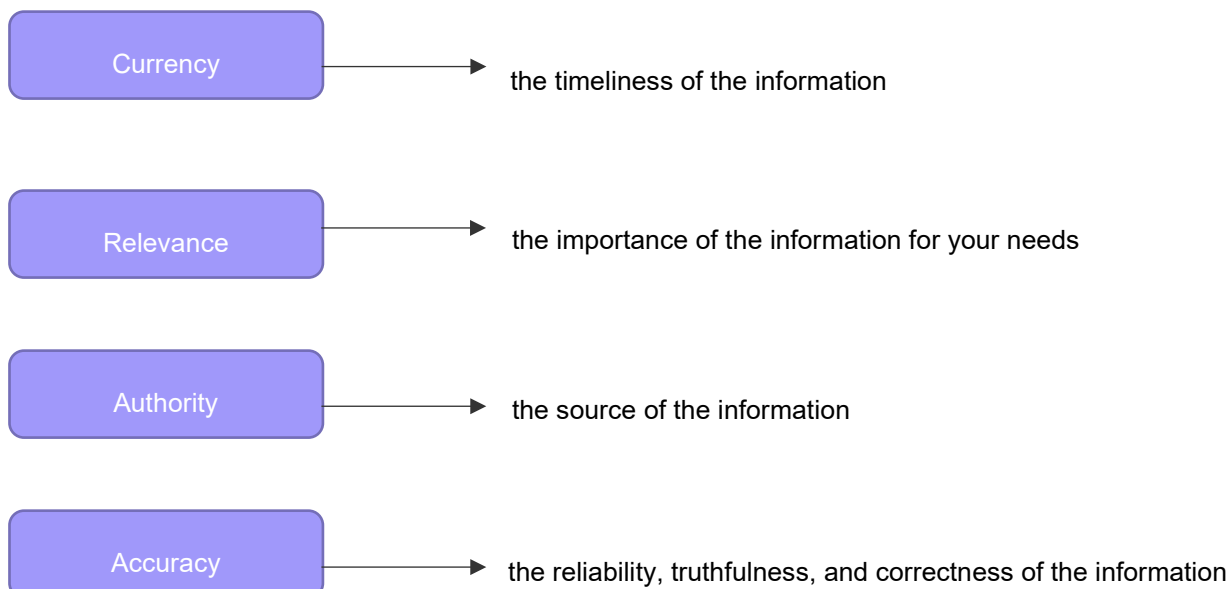 Currency
the timeliness of the information
Relevance
the importance of the information for your needs
Authority
the source of the information
Accuracy
the reliability, truthfulness, and correctness of the information